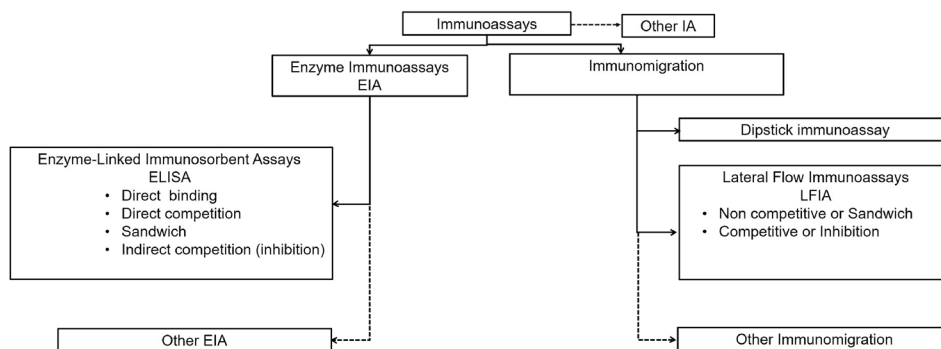 Immunoassays
Other IA
Enzyme Immunoassays
EIA
Immunomigration
Dipstick immunoassay
Enzyme-Linked Immunosorbent Assays
ELISA
• Direct binding
• Direct competition
• Sandwich
• Indirect competition (inhibition)
Lateral Flow Immunoassays
LFIA
• Non competitive or Sandwich
• Competitive or Inhibition
Other EIA
Other Immunomigration